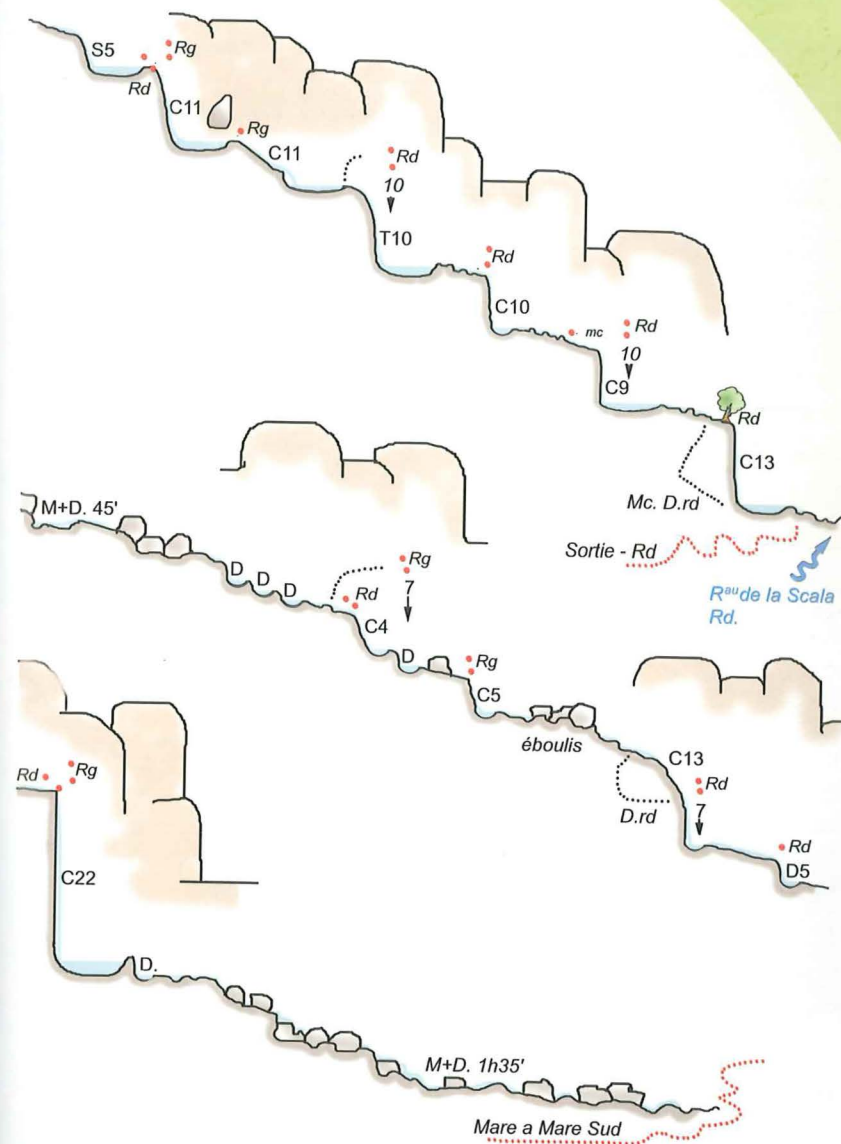 S5
Rg
Rd
C11
Rg
C11
Rd
10
T10
Rd
C10
mc
Rd
10
C9
Rd
C13
Mc. D.rd
Sortie - Rd
Rau de la Scala
Rd.
M+D. 45'
D
D
D
Rg
7
Rd
C4
D
Rg
C5
éboulis
C13
Rd
7
D.rd
Rd
D5
Rd
Rg
C22
D.
M+D. 1h35'
Mare a Mare Sud